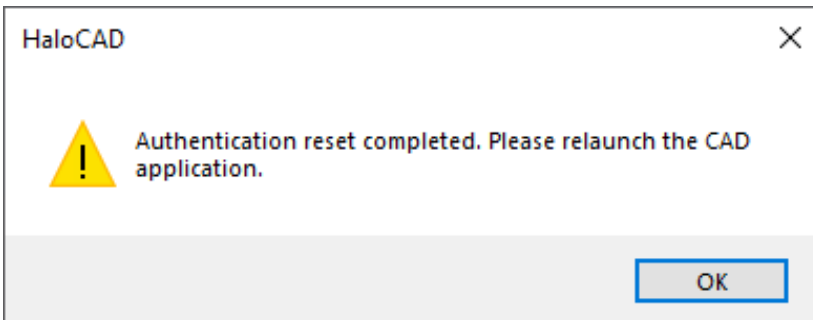 HaloCAD
Authentication reset completed. Please relaunch the CAD
application.
OK